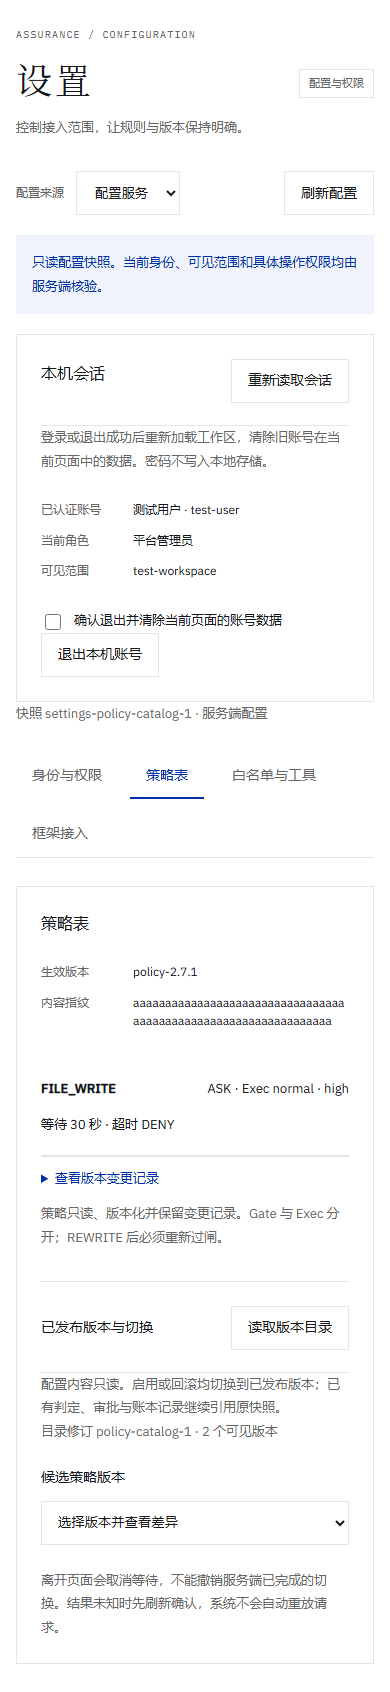 ASSURANCE / CONFIGURATION
设置
配置与权限
控制接入范围，让规则与版本保持明确。
配置来源
配置服务
刷新配置
只读配置快照。当前身份、可见范围和具体操作权限均由
服务端核验。
本机会话
重新读取会话
登录或退出成功后重新加载工作区，清除旧账号在当
前页面中的数据。密码不写入本地存储。
已认证账号 测试用户 · test-user
当前角色 平台管理员
可见范围 test-workspace
确认退出并清除当前页面的账号数据
退出本机账号
快照 settings-policy-catalog-1 · 服务端配置
身份与权限 策略表 白名单与工具
框架接入
策略表
生效版本 policy-2.7.1
内容指纹 aaaaaaaaaaaaaaaaaaaaaaaaaaaaaaaaa
aaaaaaaaaaaaaaaaaaaaaaaaaaaaaaa
FILE_WRITE ASK · Exec normal · high
等待 30 秒 · 超时 DENY
查看版本变更记录
策略只读、版本化并保留变更记录。Gate 与 Exec 分
开；REWRITE 后必须重新过闸。
已发布版本与切换
读取版本目录
配置内容只读。启用或回滚均切换到已发布版本；已
有判定、审批与账本记录继续引用原快照。
目录修订 policy-catalog-1 · 2 个可见版本
候选策略版本
选择版本并查看差异
离开页面会取消等待，不能撤销服务端已完成的切
换。结果未知时先刷新确认，系统不会自动重放请
求。